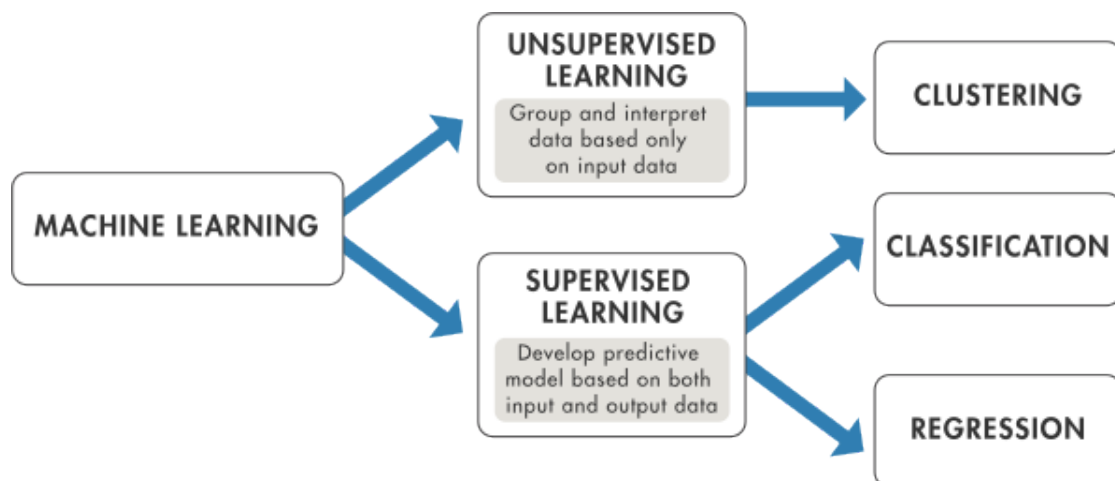 MACHINE LEARNING
UNSUPERVISED
LEARNING
Group and interpret
data based only
on input data
SUPERVISED
LEARNING
Develop predictive
model based on both
input and output data
CLUSTERING
CLASSIFICATION
REGRESSION